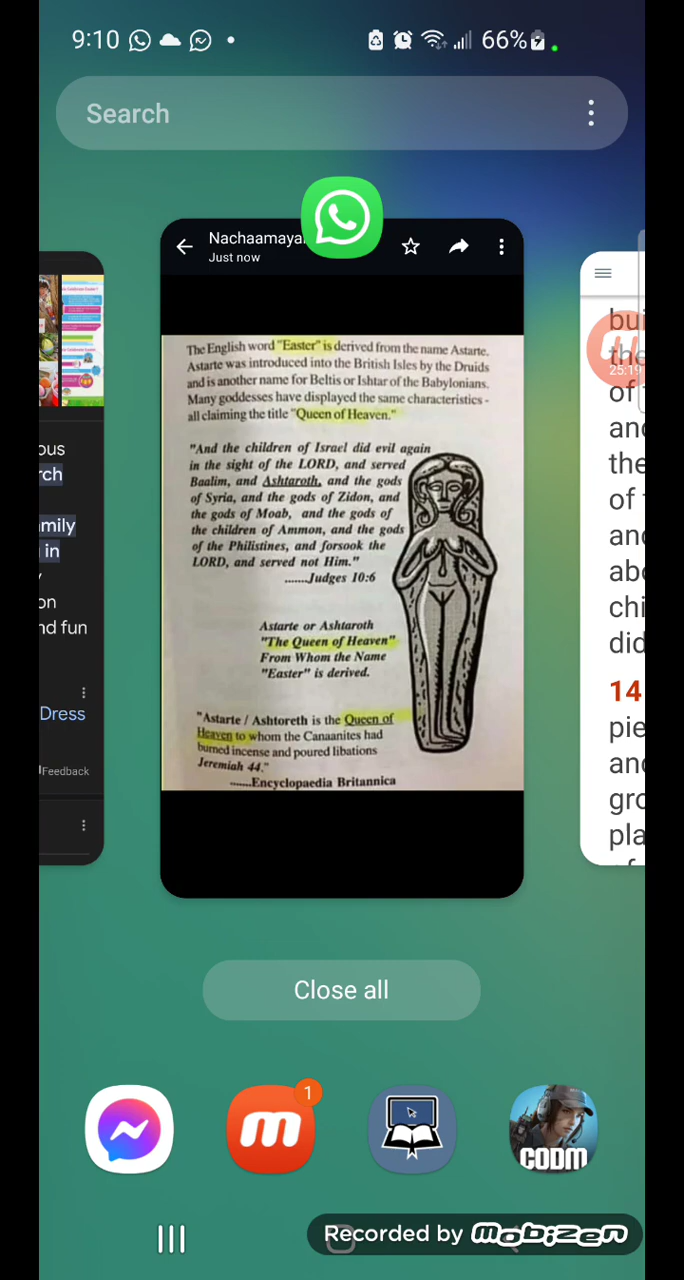 9:10
66%
Search
Nachaamaya
Just now
The English word "Easter" is derived from the name Astarte.
Astarte was introduced into the British Isles by the Druids
and is another name for Beltis or Ishtar of the Babylonians.
Many goddesses have displayed the same characteristics -
all claiming the title "Queen of Heaven."
"And the children of Israel did evil again
in the sight of the LORD, and served
Baalim, and Ashtaroth, and the gods
of Syria, and the gods of Zidon, and
the gods of Moab, and the gods of
the children of Ammon, and the gods
of the Philistines, and forsook the
LORD, and served not Him."
.......Judges 10:6
Astarte or Ashtaroth
"The Queen of Heaven"
From Whom the Name
"Easter" is derived.
"Astarte / Ashtoreth is the Queen of
Heaven to whom the Canaanites had
burned incense and poured libations
Jeremiah 44."
.......Encyclopaedia Britannica
ous
rch
amily
in
on
nd fun
Dress
Feedback
bui
the
25:19
of
and
the
of
and
abo
chi
did
14
pie
and
gro
pla
of
Close all
1
m
CODM
Recorded by mobizen